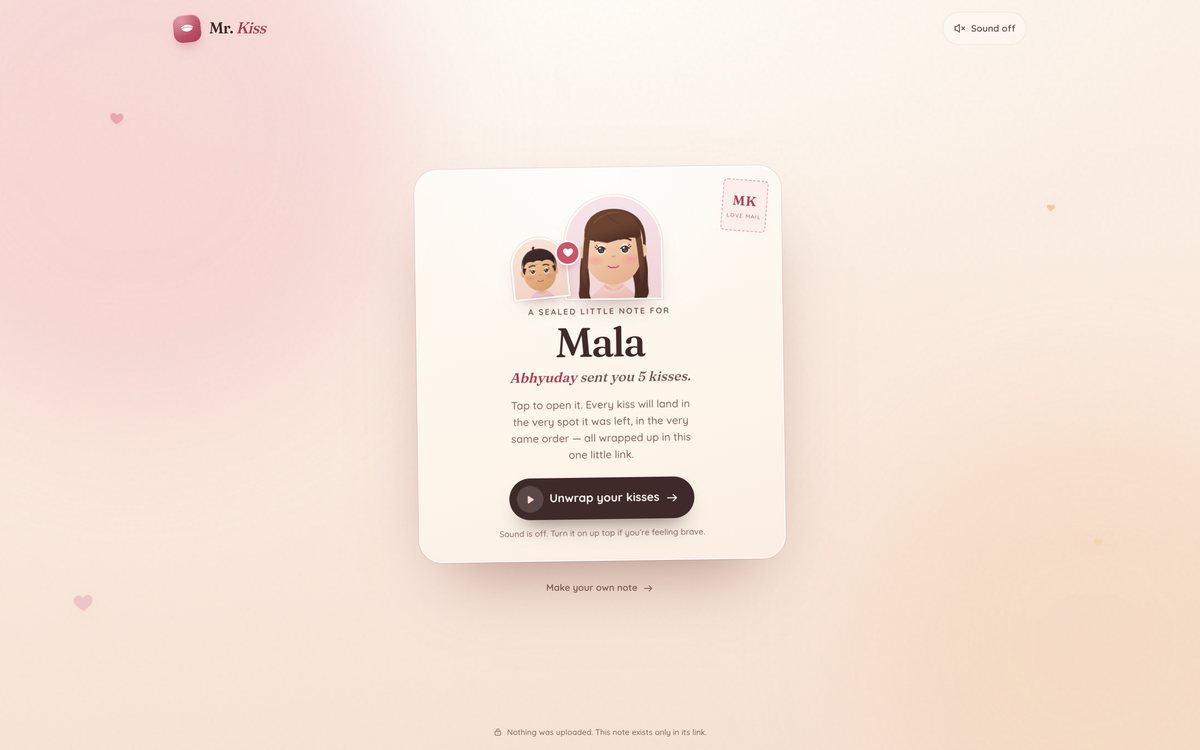 Mr. Kiss
Sound off
MK
LOVE MAIL
A SEALED LITTLE NOTE FOR
Mala
Abhyuday sent you 5 kisses.
Tap to open it. Every kiss will land in
the very spot it was left, in the very
same order — all wrapped up in this
one little link.
Unwrap your kisses →
Sound is off. Turn it on up top if you're feeling brave.
Make your own note →
Nothing was uploaded. This note exists only in its link.